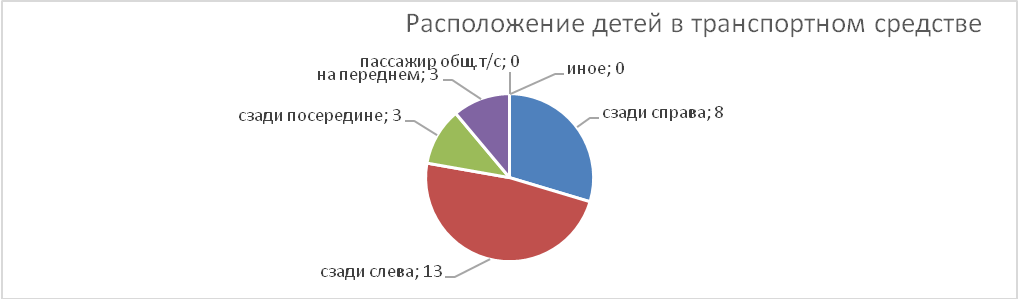 Расположение детей в транспортном средстве
пассажир общ.т/с; 0
иное; 0
на переднем; 3
сзади справа; 8
сзади посередине; 3
сзади слева; 13